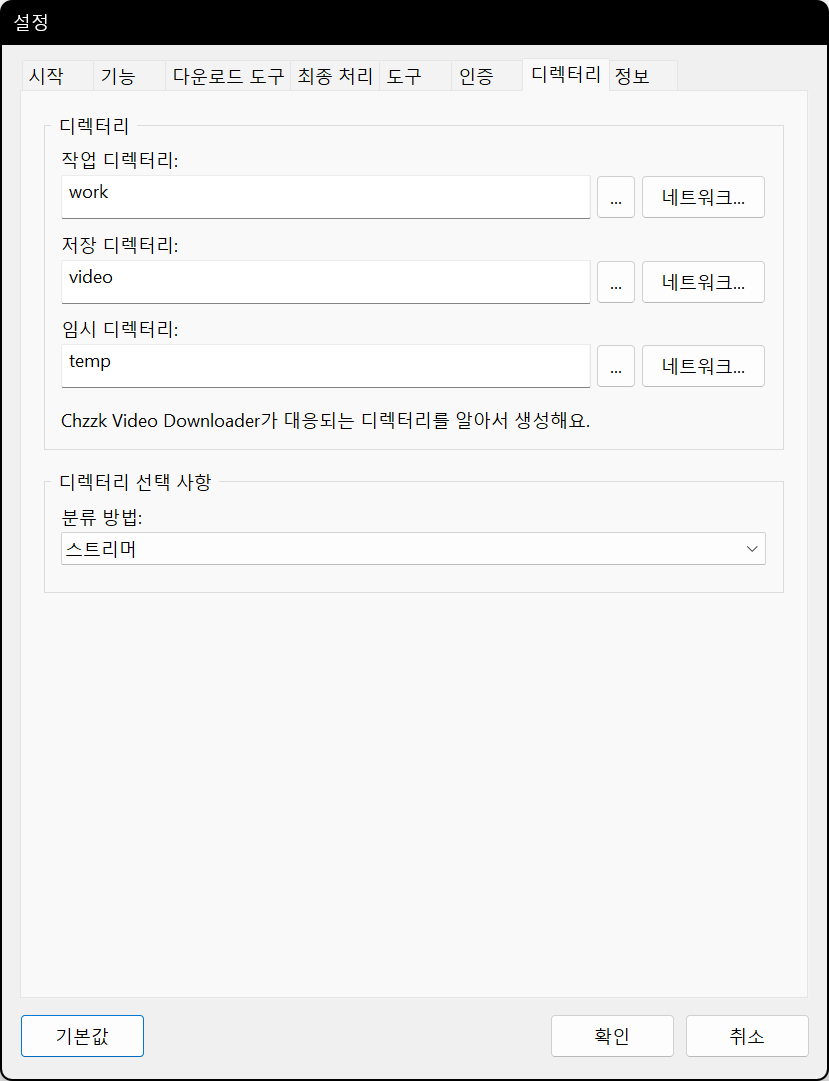 설정
시작 기능 다운로드 도구 최종 처리 도구 인증 디렉터리 정보
디렉터리
작업 디렉터리:
work ... 네트워크...
저장 디렉터리:
video ... 네트워크...
임시 디렉터리:
temp ... 네트워크...
Chzzk Video Downloader가 대응되는 디렉터리를 알아서 생성해요.
디렉터리 선택 사항
분류 방법:
스트리머
기본값 확인 취소